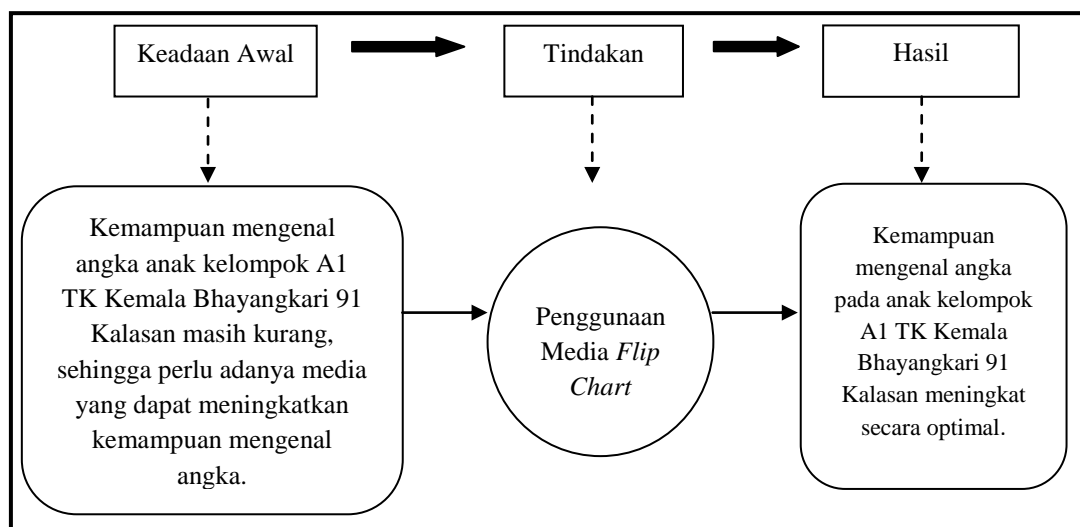 Keadaan Awal
Tindakan
Hasil
Kemampuan mengenal
angka anak kelompok A1
TK Kemala Bhayangkari 91
Kalasan masih kurang,
sehingga perlu adanya media
yang dapat meningkatkan
kemampuan mengenal
angka.
Penggunaan
Media Flip
Chart
Kemampuan
mengenal angka
pada anak kelompok
A1 TK Kemala
Bhayangkari 91
Kalasan meningkat
secara optimal.